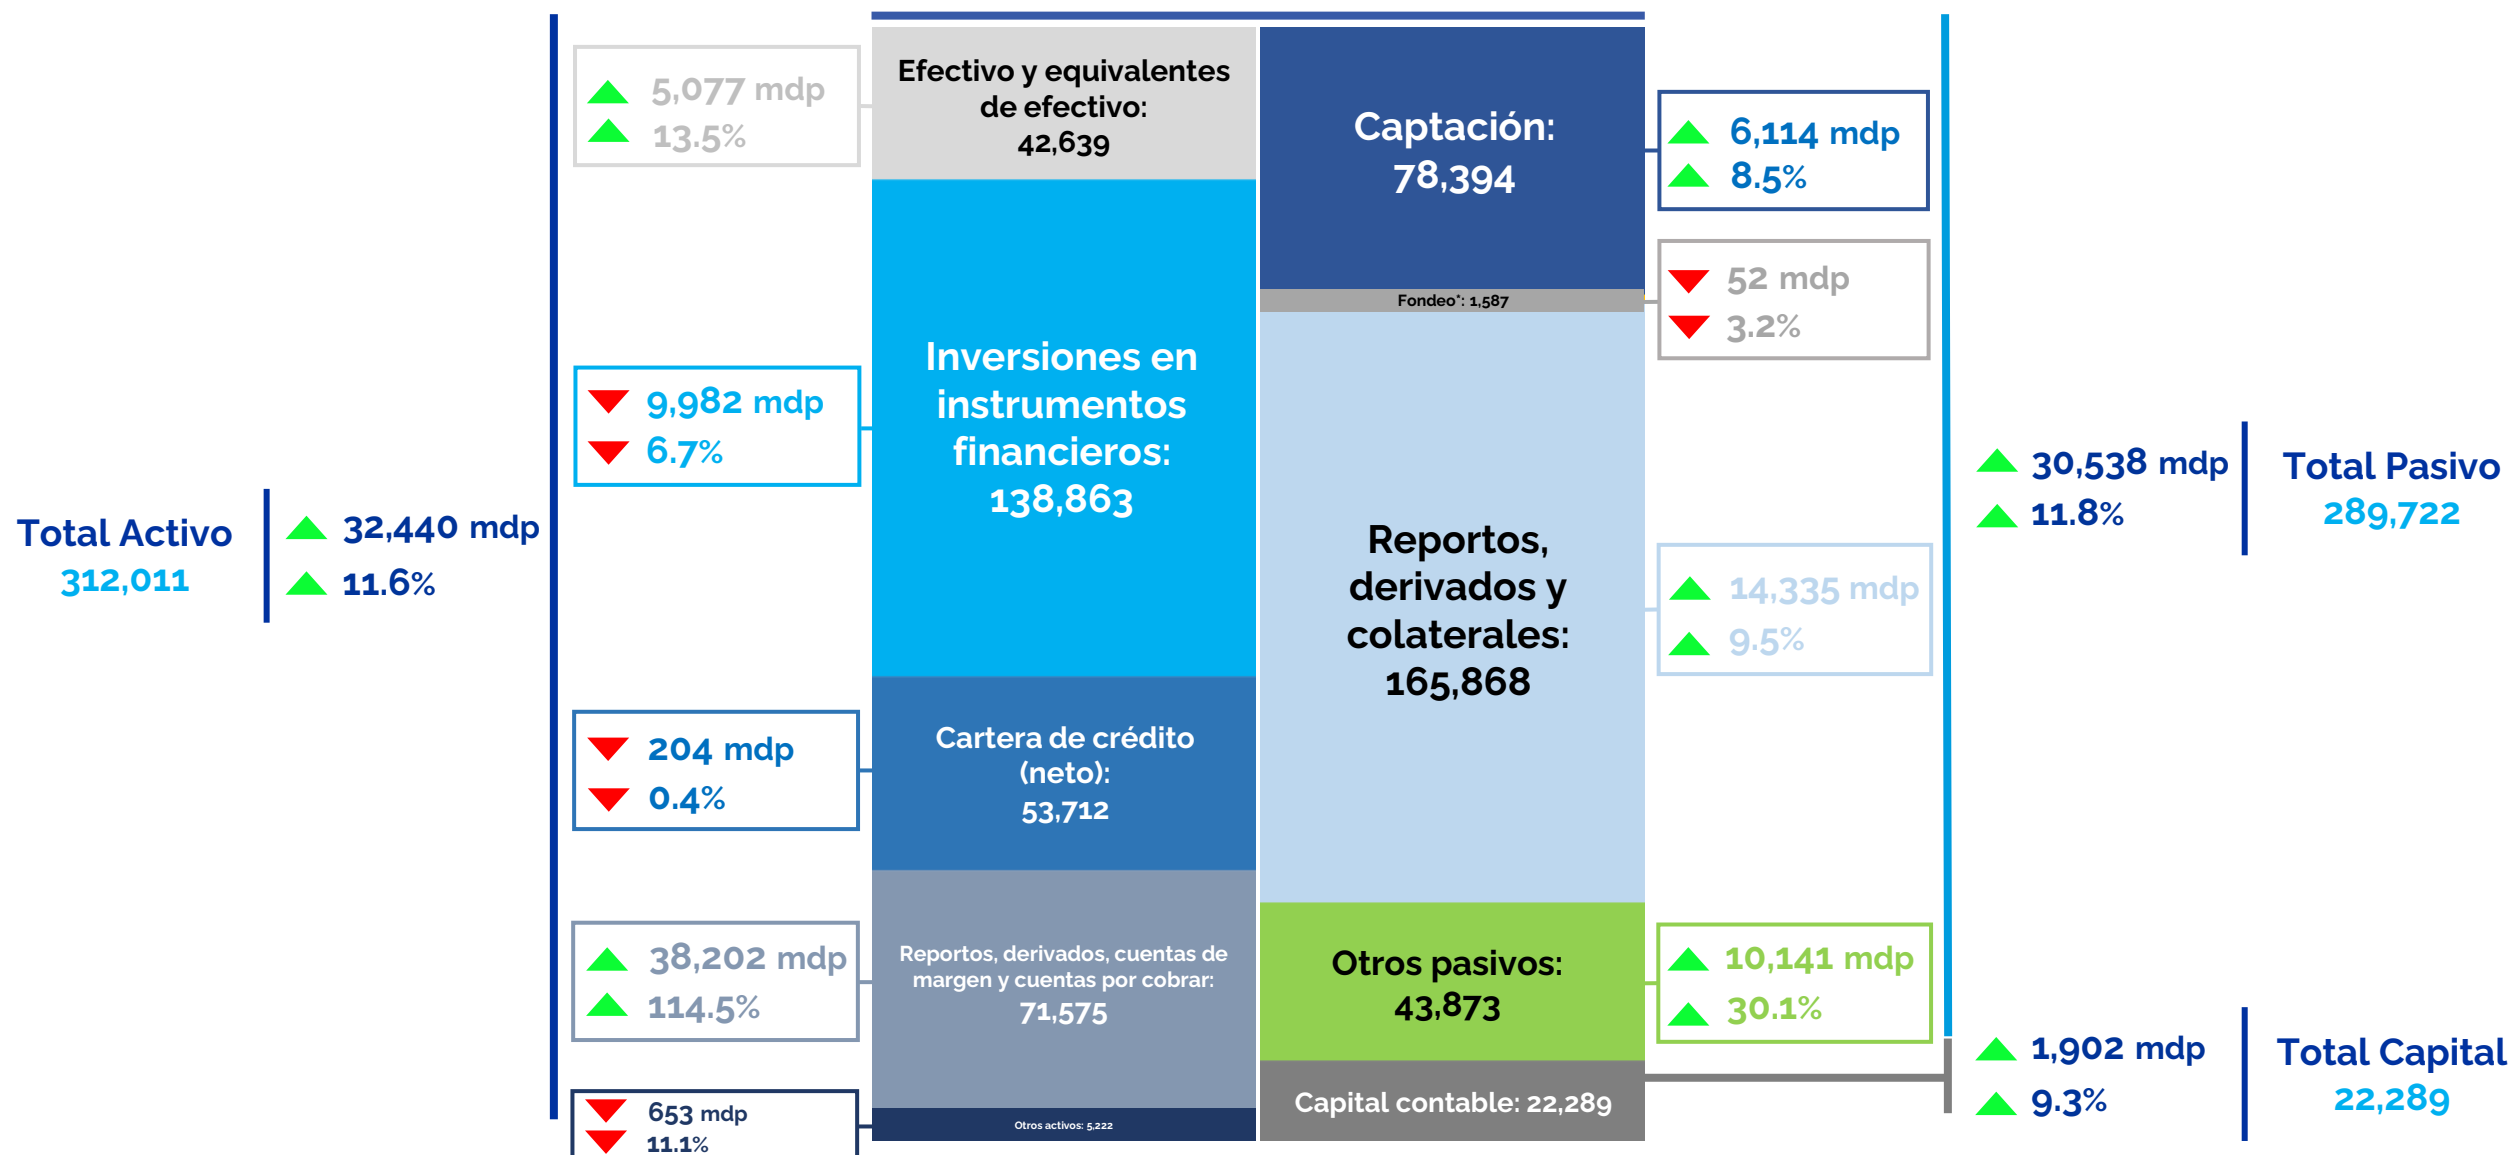 Total Activo
312,011
32,440 mdp
11.6%
5,077 mdp
13.5%
9,982 mdp
6.7%
204 mdp
0.4%
38,202 mdp
114.5%
653 mdp
11.1%
Efectivo y equivalentes
de efectivo:
42,639
Inversiones en
instrumentos
financieros:
138,863
Cartera de crédito
(neto):
53,712
Reportos, derivados, cuentas de
margen y cuentas por cobrar:
71,575
Otros activos: 5,222
Captación:
78,394
Fondeo*: 1,587
Reportos,
derivados y
colaterales:
165,868
Otros pasivos:
43,873
Capital contable: 22,289
6,114 mdp
8.5%
52 mdp
3.2%
14,335 mdp
9.5%
10,141 mdp
30.1%
30,538 mdp
11.8%
Total Pasivo
289,722
1,902 mdp
9.3%
Total Capital
22,289